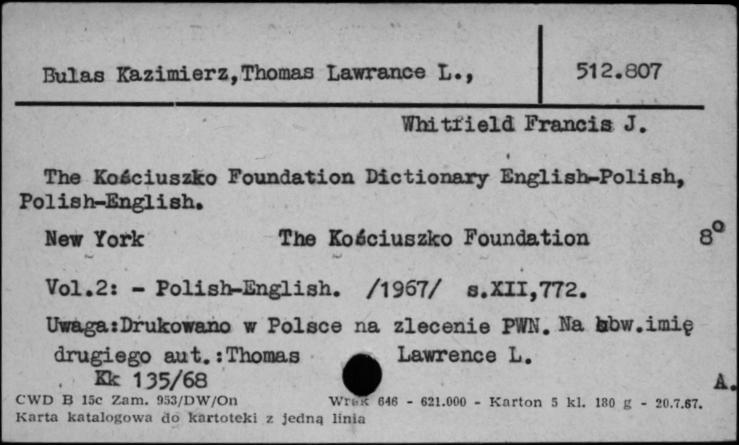 Bulas Kazimierz,Thomas Lawrance L., 512.807
Whitfield Francis J.
The Kościuszko Foundation Dictionary English-Polish,
Polish-English.
New York The Kościuszko Foundation 8°
Vol.2: - Polish-English. /1967/ s.XII,772.
Uwaga:Drukowano w Polsce na zlecenie PWN. Na obw.imię
drugiego aut.:Thomas Lawrence L.
Kk 135/68 A.
CWD B 15c Zam. 953/DW/On Wrsk 646 - 621.000 - Karton 5 kl. 180 g - 20.7.67.
Karta katalogowa do kartoteki z jedną linia